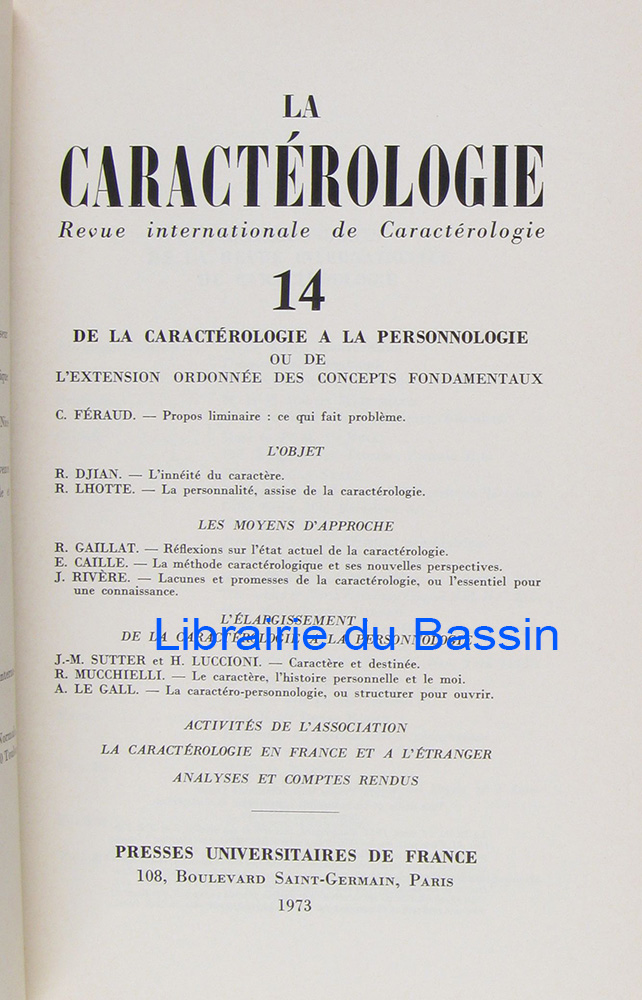 LA
CARACTÉROLOGIE
Revue internationale de Caractérologie
14
DE LA CARACTÉROLOGIE A LA PERSONNOLOGIE
OU DE
L'EXTENSION ORDONNÉE DES CONCEPTS FONDAMENTAUX
C. FÉRAUD. — Propos liminaire : ce qui fait problème.
L'OBJET
R. DJIAN. — L'innéité du caractère.
R. LHOTTE. — La personnalité, assise de la caractérologie.
LES MOYENS D'APPROCHE
R. GAILLAT. — Réflexions sur l'état actuel de la caractérologie.
E. CAILLE. — La méthode caractérologique et ses nouvelles perspectives.
J. RIVÈRE. — Lacunes et promesses de la caractérologie, ou l'essentiel pour
une connaissance.
L'ÉLARGISSEMENT
DE LA CARACTÉROLOGIE A LA PERSONNOLOGIE
Librairie du Bassin
J.-M. SUTTER et H. LUCCIONI. — Caractère et destinée.
R. MUCCHIELLI. — Le caractère, l'histoire personnelle et le moi.
A. LE GALL. — La caractéro-personnologie, ou structurer pour ouvrir.
ACTIVITÉS DE L'ASSOCIATION
LA CARACTÉROLOGIE EN FRANCE ET A L'ÉTRANGER
ANALYSES ET COMPTES RENDUS
PRESSES UNIVERSITAIRES DE FRANCE
108, BOULEVARD SAINT-GERMAIN, PARIS
1973